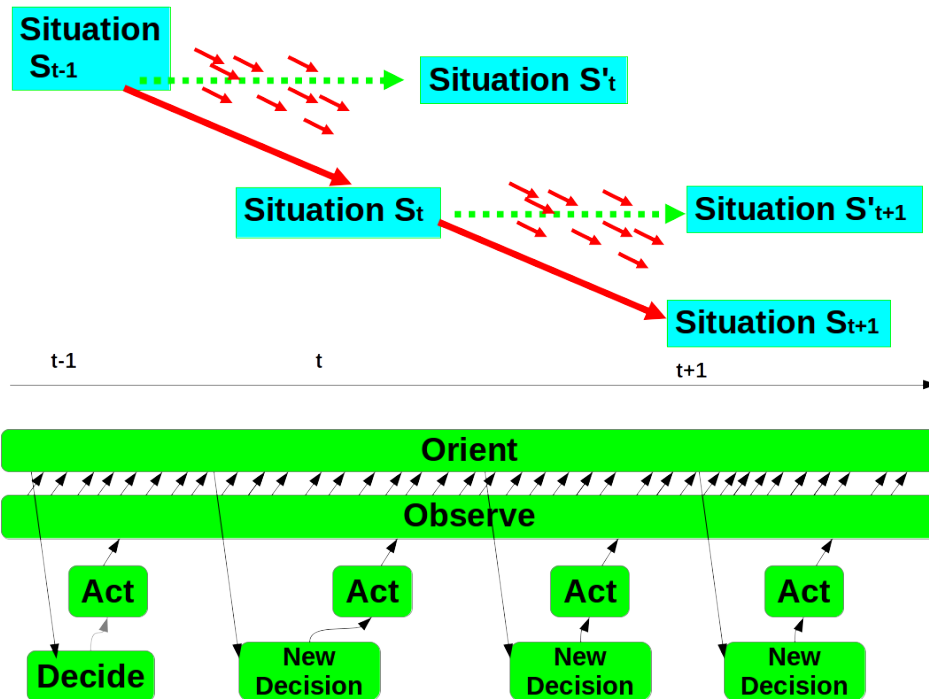 Situation
St-1
Situation S't
Situation St
Situation S't+1
Situation St+1
t-1
t
t+1
Orient
Observe
Act
Act
Act
Act
Decide
New
Decision
New
Decision
New
Decision